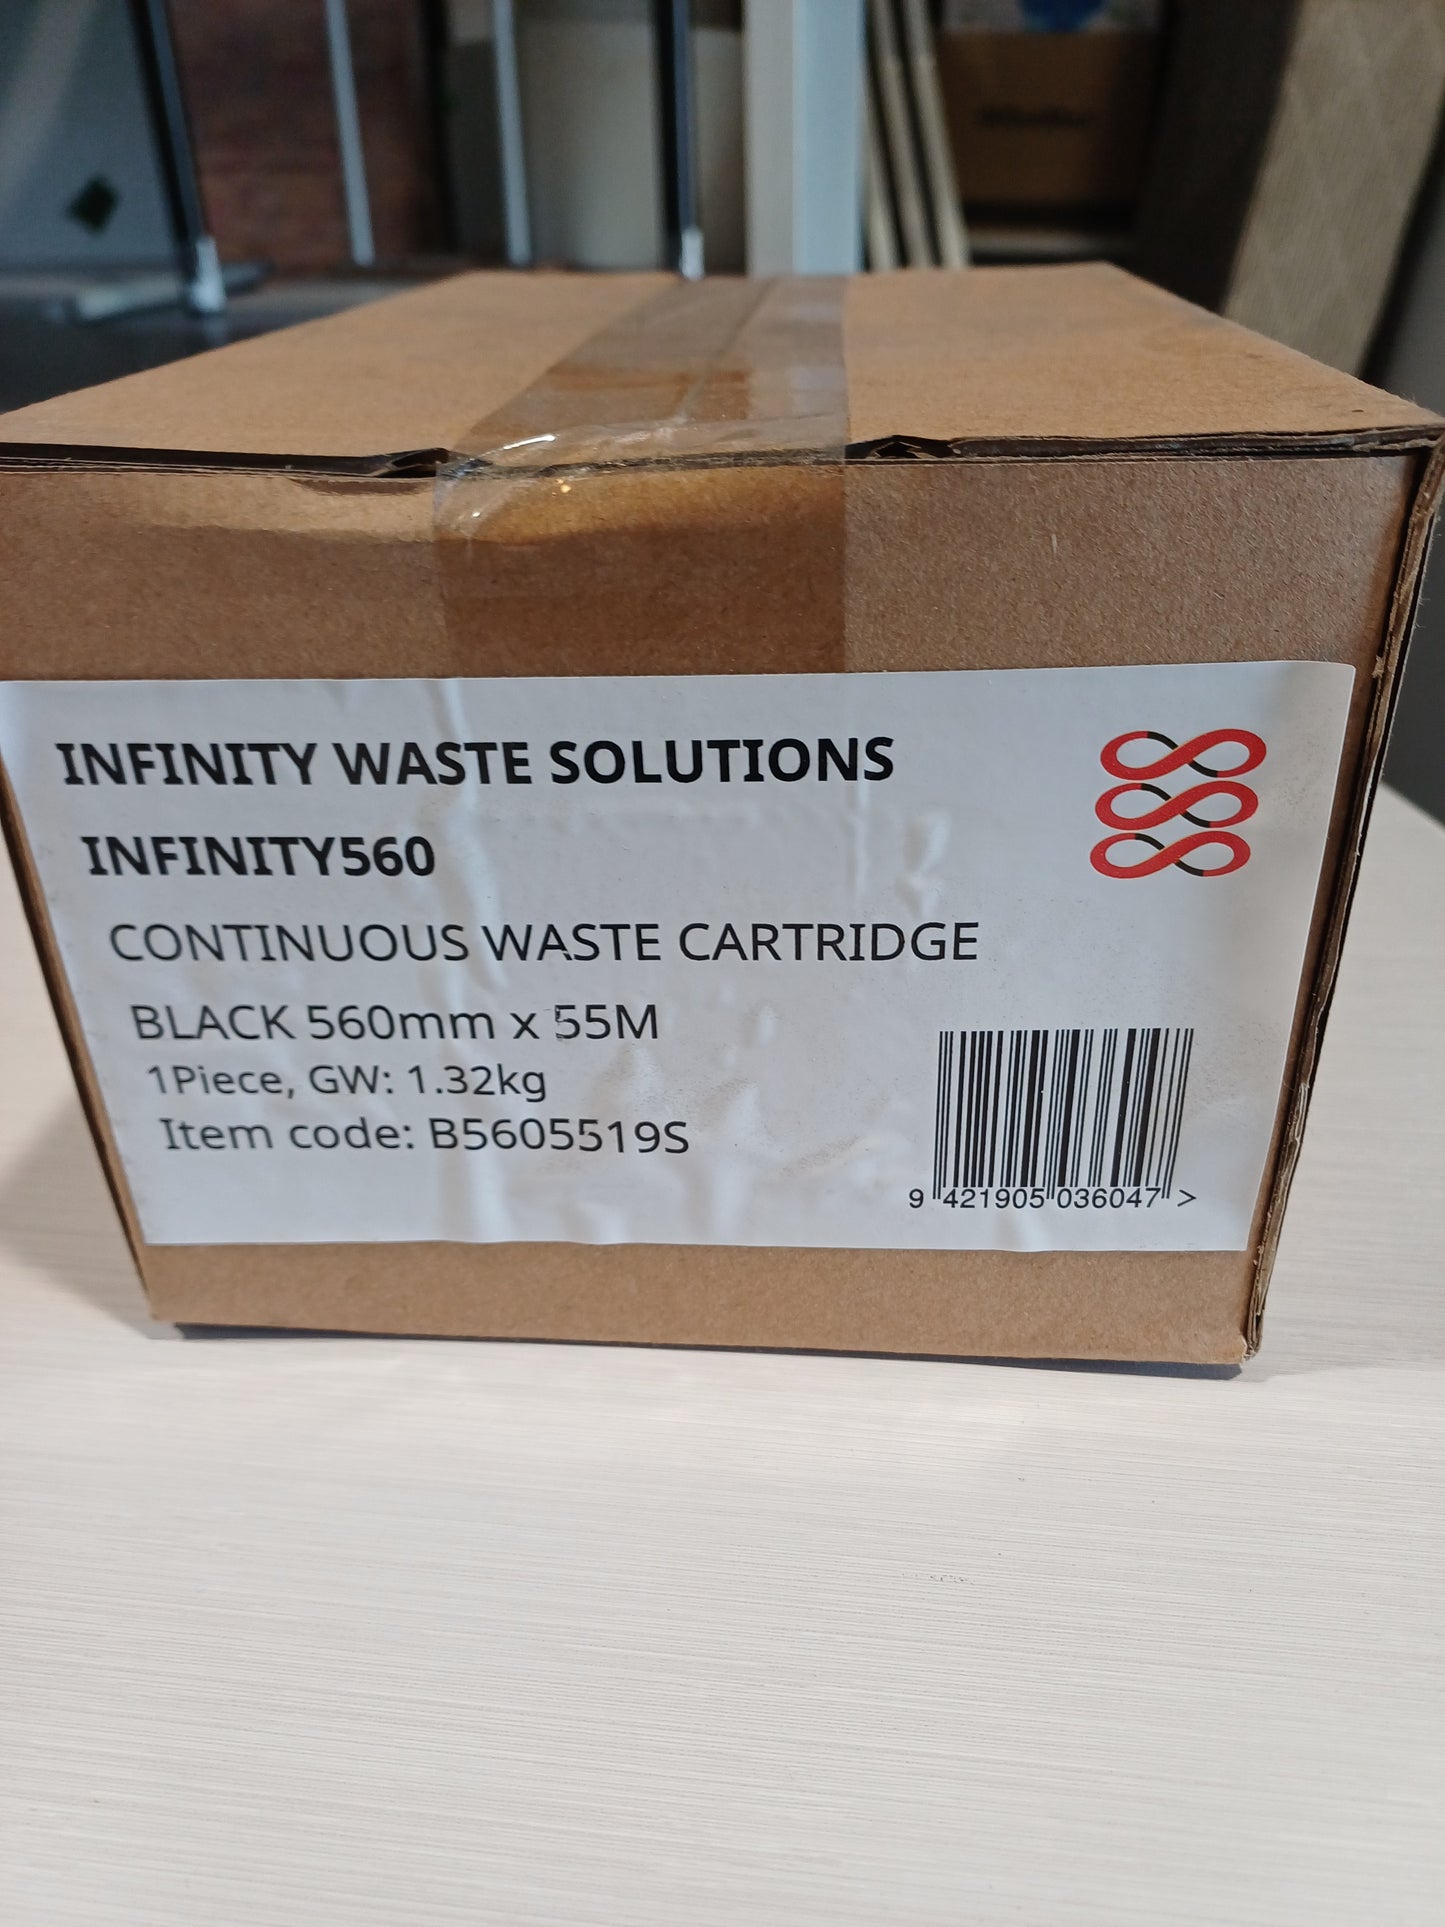 INFINITY WASTE SOLUTIONS
INFINITY560
CONTINUOUS WASTE CARTRIDGE
BLACK 560mm x 55M
1Piece, GW: 1.32kg
Item code: B5605519S
9 421905 036047 >